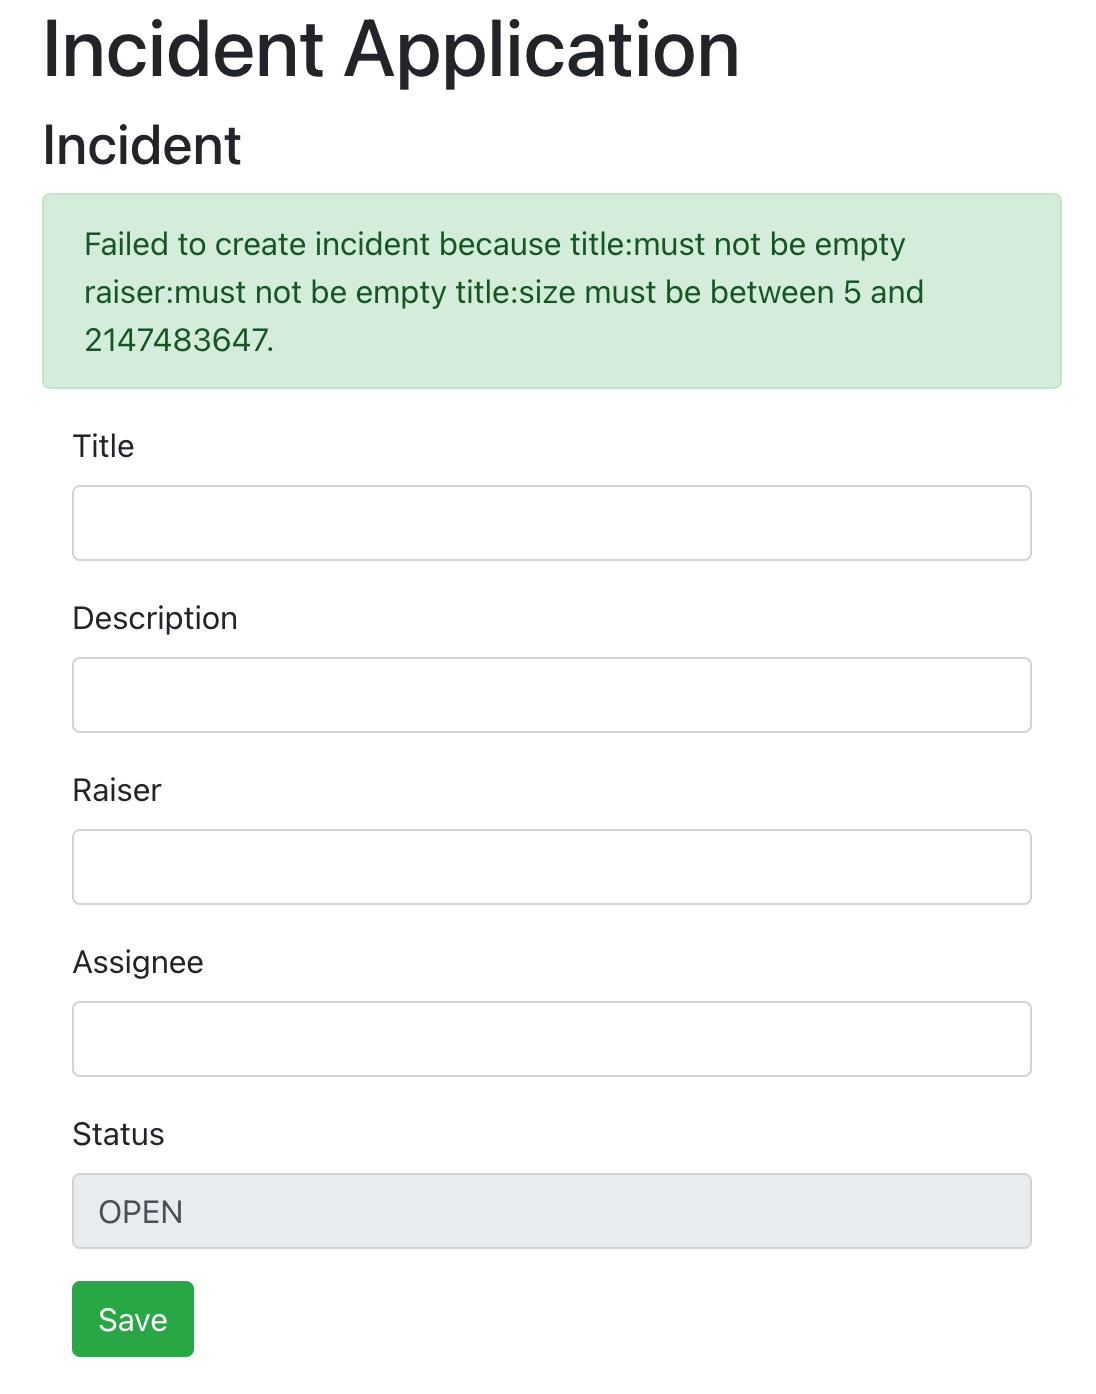 Incident Application
Incident
Failed to create incident because title:must not be empty
raiser:must not be empty title:size must be between 5 and
2147483647.
Title
Description
Raiser
Assignee
Status
OPEN
Save